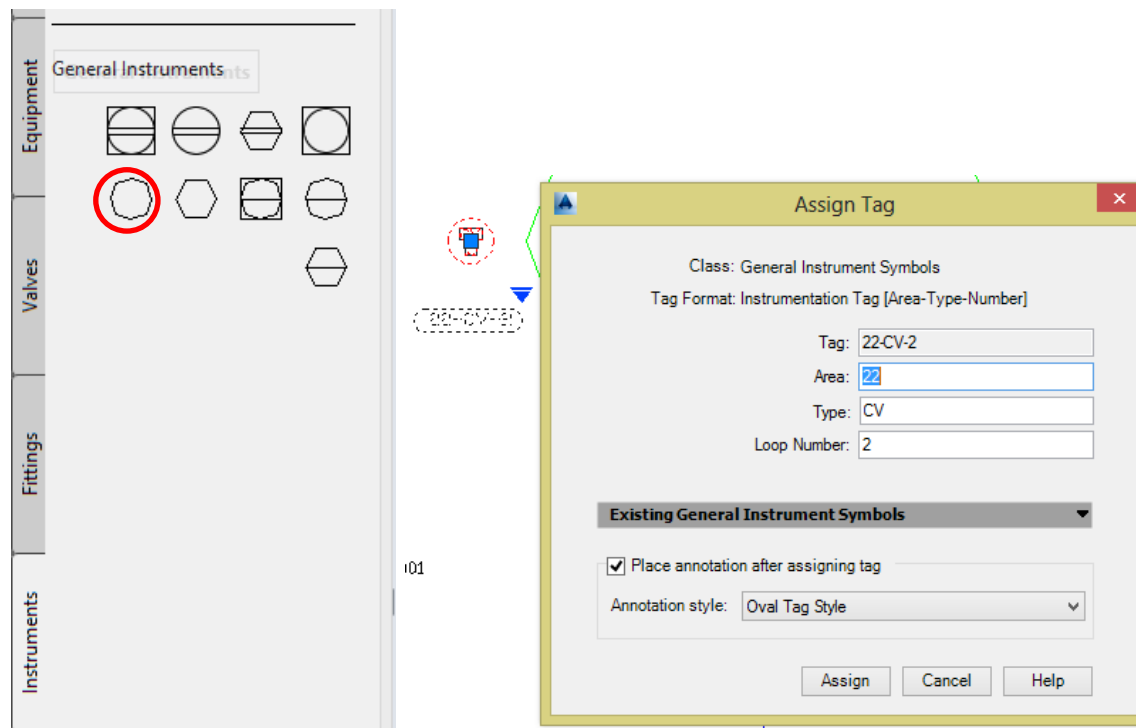 Equipment
Valves
Fittings
Instruments
General Instruments
Assign Tag
Class: General Instrument Symbols
Tag Format: Instrumentation Tag [Area-Type-Number]
Tag: 22-CV-2
Area: 22
Type: CV
Loop Number: 2
Existing General Instrument Symbols
Place annotation after assigning tag
Annotation style: Oval Tag Style
Assign Cancel Help